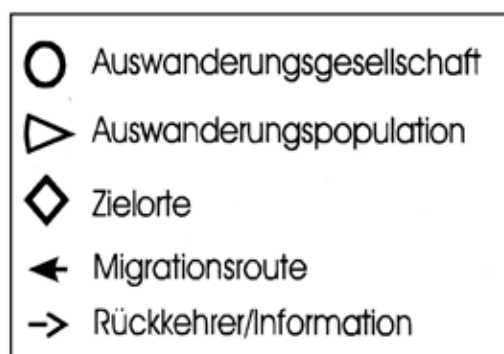 Auswanderungsgesellschaft
Auswanderungspopulation
Zielorte
Migrationsroute
Rückkehrer/Information